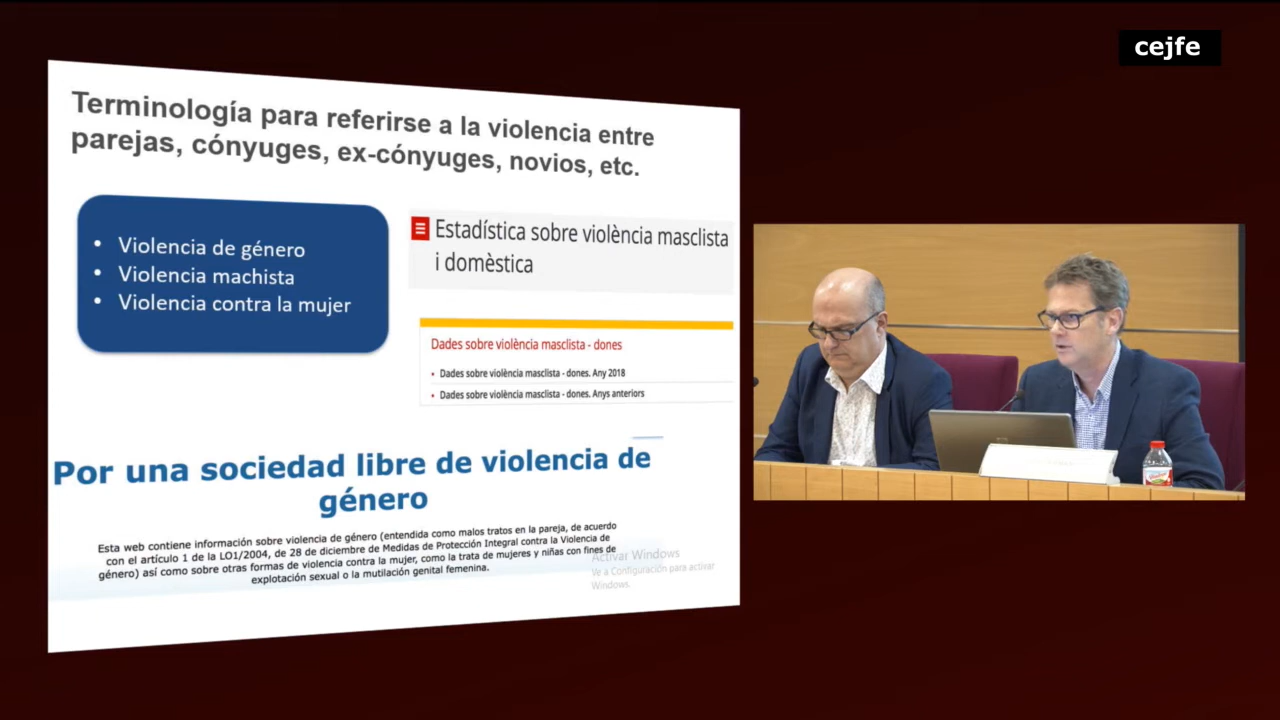 cejfe
Terminología para referirse a la violencia entre
parejas, cónyuges, ex-cónyuges, novios, etc.
• Violencia de género
• Violencia machista
• Violencia contra la mujer
Estadística sobre violència masclista
i domèstica
Dades sobre violència masclista - dones
• Dades sobre violència masclista - dones. Any 2018
• Dades sobre violència masclista - dones. Anys anteriors
Por una sociedad libre de violencia de
género
Esta web contiene información sobre violencia de género (entendida como malos tratos en la pareja, de acuerdo
con el artículo 1 de la LO1/2004, de 28 de diciembre de Medidas de Protección Integral contra la Violencia de
género) así como sobre otras formas de violencia contra la mujer, como la trata de mujeres y niñas con fines de
explotación sexual o la mutilación genital femenina.
Activar Windows
Ve a Configuración para activar
Windows.